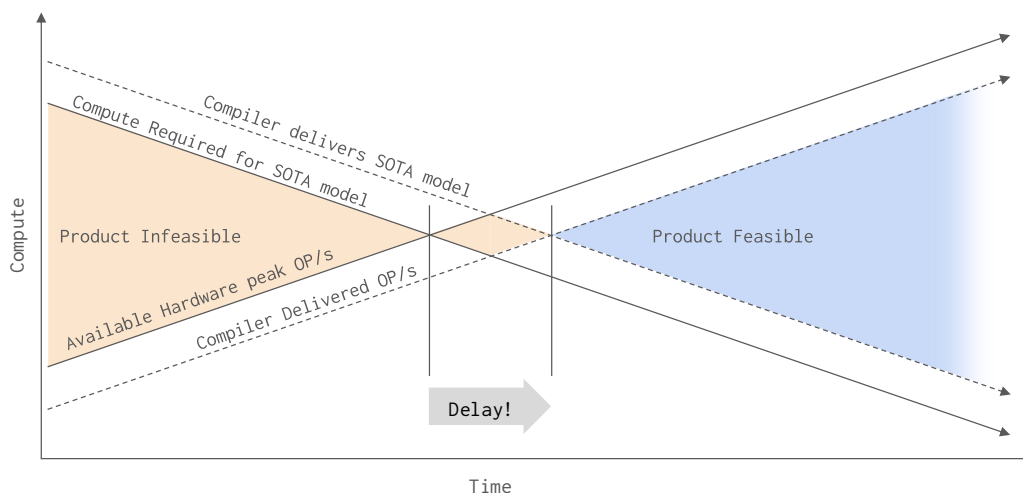 Compiler delivers SOTA model
Compute Required for SOTA model
Compute
Product Infeasible
Product Feasible
Available Hardware peak OP/s
Compiler Delivered OP/s
Delay!
Time